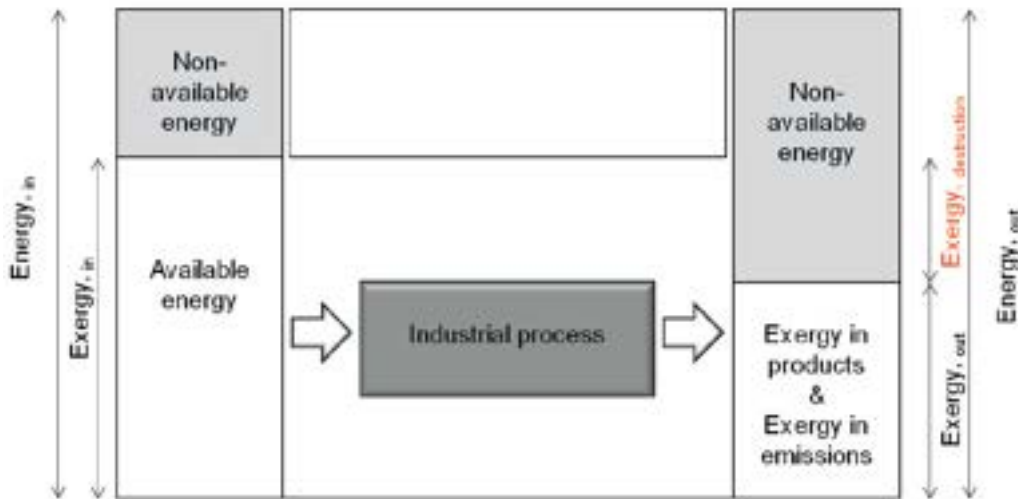 Energy, in
Exergy, in
Non-
available
energy
Available
energy
Industrial process
Non-
available
energy
Exergy in
products
&
Exergy in
emissions
Exergy, destruction
Exergy, out
Energy, out